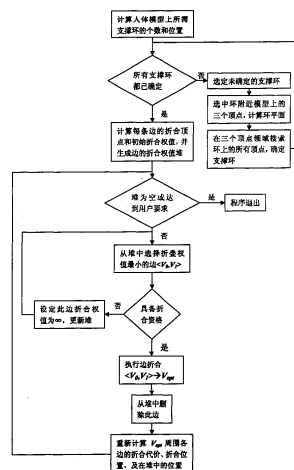 计算人体模型上所需
支撑环的个数和位置
所有支撑环
都已确定
否
选定未确定的支撑环
选中环附近模型上的
三个顶点，计算环平面
在三个顶点领域搜索
环上的所有顶点，确定
支撑环
是
计算每条边的折合顶
点和初始折合权值，并
生成边的折合权值堆
堆为空或达
到用户要求
是
程序退出
否
从堆中选择折叠权
值最小的边<V₀,V₁>
具备折
合资格
否
设定此边折合权
值为∞，更新堆
是
执行边折合
<V₀,V₁>→Vopt
从堆中删
除此边
重新计算 Vopt 周围各
边的折合代价、折合位
置、及在堆中的位置